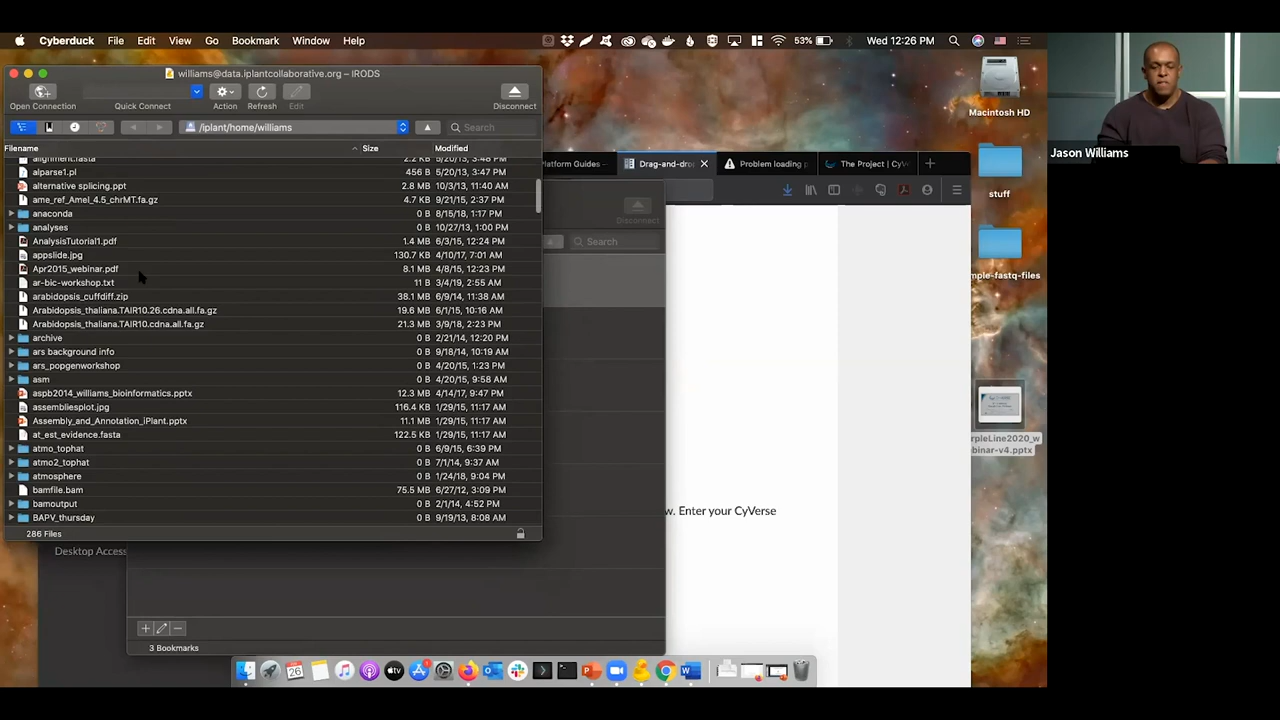 Cyberduck File Edit View Go Bookmark Window Help 53% Wed 12:26 PM
williams@data.iplantcollaborative.org – IRODS
Open Connection Quick Connect Action Refresh Edit Disconnect
/iplant/home/williams Search
Filename Size Modified
alignment.fasta 2.2 KB 5/20/13, 3:48 PM
alparse1.pl 456 B 5/20/13, 3:47 PM
alternative splicing.ppt 2.8 MB 10/3/13, 11:40 AM
ame_ref_Amel_4.5_chrMT.fa.gz 4.7 KB 9/21/15, 2:37 PM
anaconda 0 B 8/15/18, 1:17 PM
analyses 0 B 10/27/13, 1:00 PM
AnalysisTutorial1.pdf 1.4 MB 6/3/15, 12:24 PM
appslide.jpg 130.7 KB 4/10/17, 7:01 AM
Apr2015_webinar.pdf 8.1 MB 4/8/15, 12:23 PM
ar-bic-workshop.txt 11 B 3/4/19, 2:55 AM
arabidopsis_cuffdiff.zip 38.1 MB 6/9/14, 11:38 AM
Arabidopsis_thaliana.TAIR10.26.cdna.all.fa.gz 19.6 MB 6/1/15, 10:16 AM
Arabidopsis_thaliana.TAIR10.cdna.all.fa.gz 21.3 MB 3/9/18, 2:23 PM
archive 0 B 2/21/14, 12:20 PM
ars background info 0 B 9/18/14, 10:19 AM
ars_popgenworkshop 0 B 4/20/15, 1:23 PM
asm 0 B 4/20/15, 9:58 AM
aspb2014_williams_bioinformatics.pptx 12.3 MB 4/14/17, 9:47 PM
assembliesplot.jpg 116.4 KB 1/29/15, 11:17 AM
Assembly_and_Annotation_iPlant.pptx 11.1 MB 1/29/15, 11:17 AM
at_est_evidence.fasta 122.5 KB 1/29/15, 11:17 AM
atmo_tophat 0 B 6/9/15, 6:39 PM
atmo2_tophat 0 B 7/1/14, 9:37 AM
atmosphere 0 B 1/24/18, 9:04 PM
bamfile.bam 75.5 MB 6/27/12, 3:09 PM
bamoutput 0 B 2/1/14, 4:52 PM
BAPV_thursday 0 B 9/19/13, 8:08 AM
286 Files
Platform Guides – Drag-and-dro Problem loading p The Project | CyV
Disconnect
Search
w. Enter your CyVerse
Desktop Access
3 Bookmarks
26
Macintosh HD
stuff
mple-fastq-files
rpleLine2020_w
binar-v4.pptx
Jason Williams